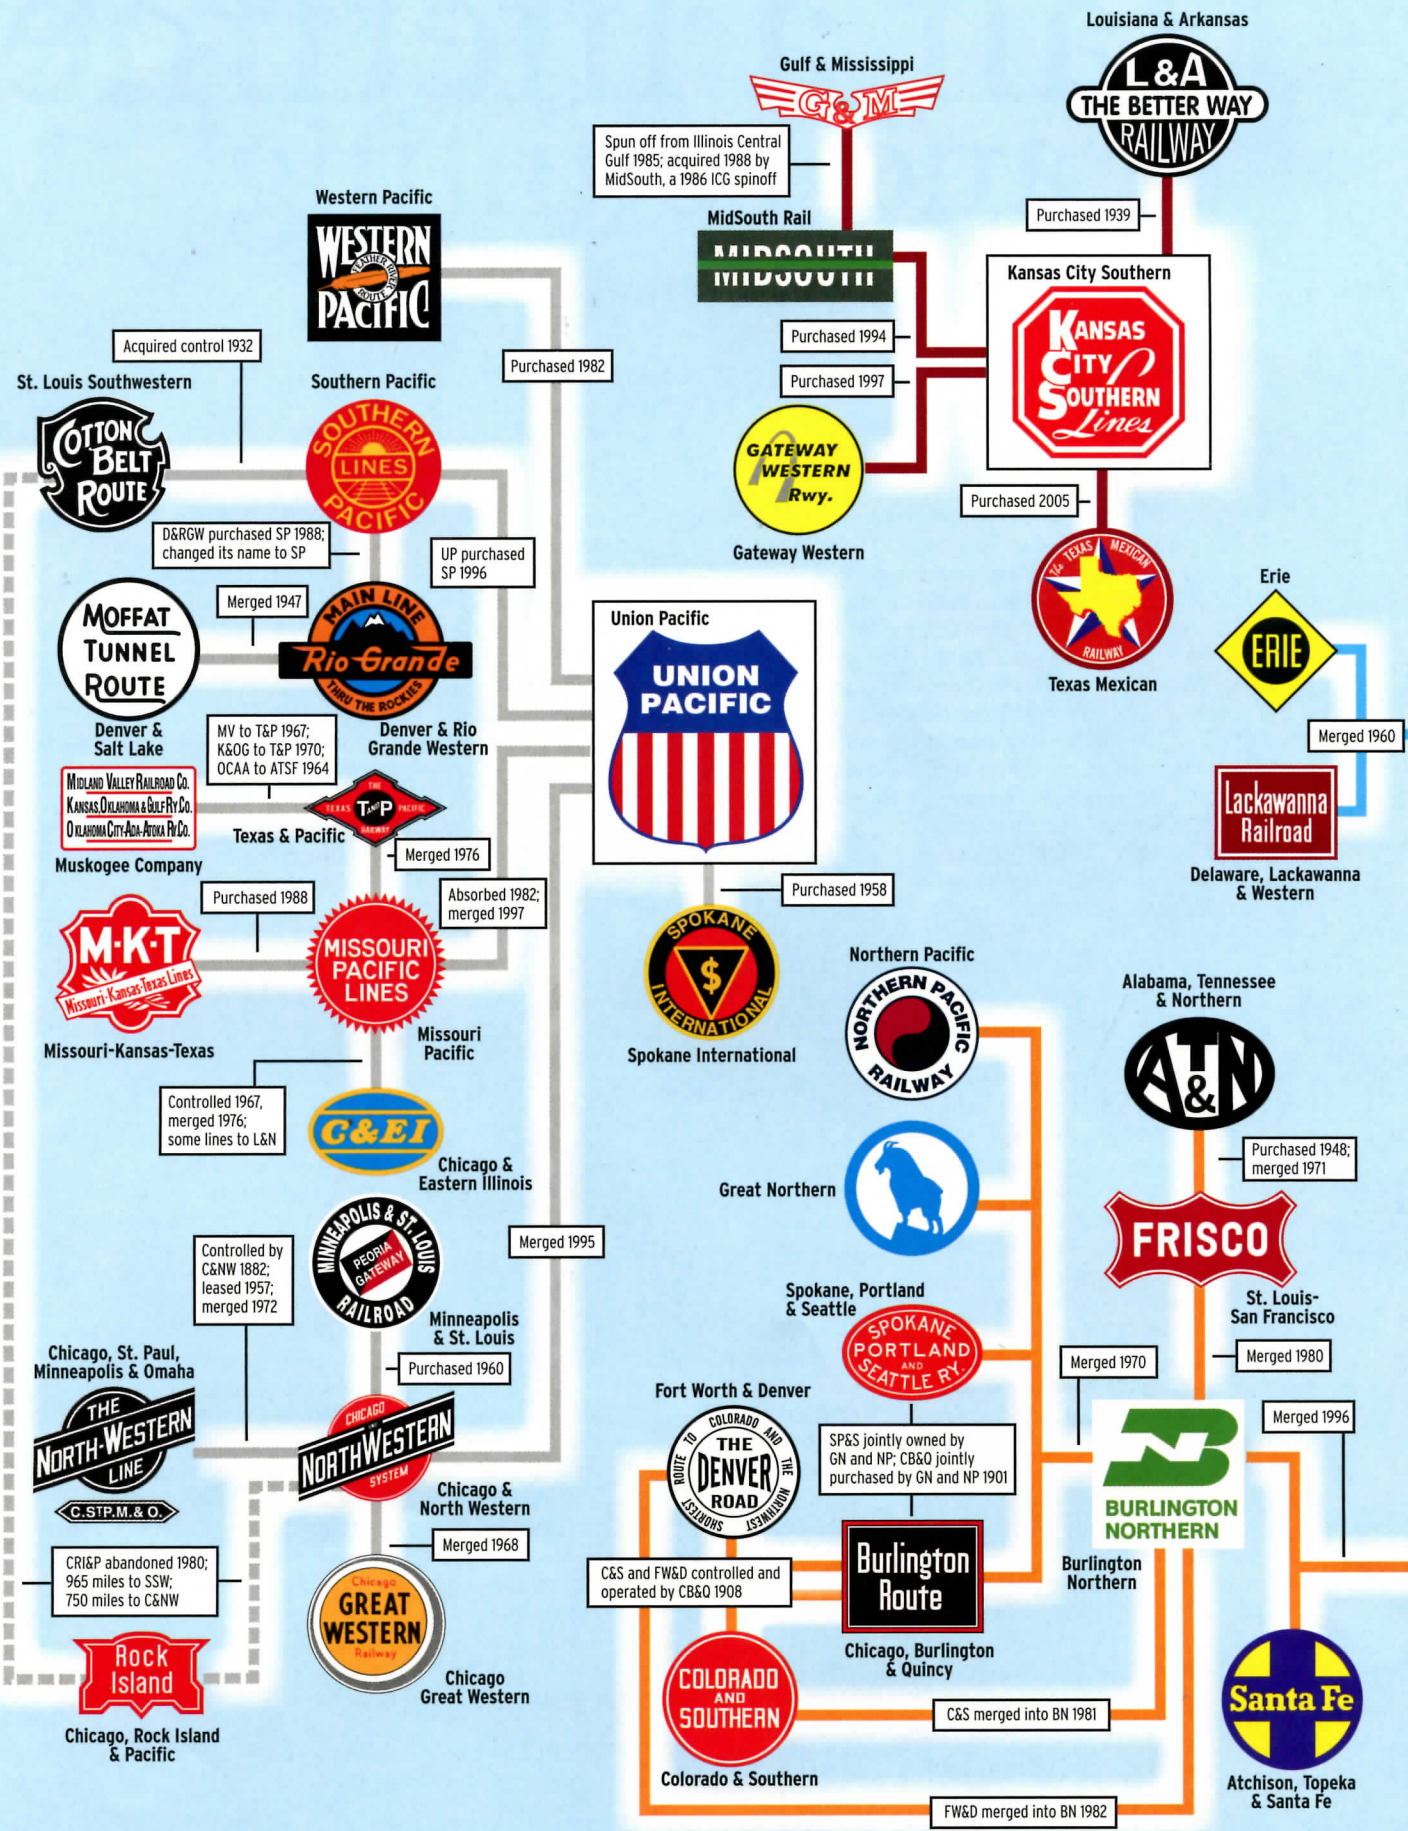 Louisiana & Arkansas
L&A
THE BETTER WAY
RAILWAY
Gulf & Mississippi
G&M
Spun off from Illinois Central
Gulf 1985; acquired 1988 by
MidSouth, a 1986 ICG spinoff
MidSouth Rail
MIDSOUTH
Purchased 1939
Kansas City Southern
KANSAS
CITY
SOUTHERN
Lines
Purchased 1994
Purchased 1997
GATEWAY
WESTERN
Rwy.
Gateway Western
Purchased 2005
The TEXAS MEXICAN
RAILWAY
Texas Mexican
Western Pacific
WESTERN
FEATHER RIVER
ROUTE
PACIFIC
Purchased 1982
Acquired control 1932
St. Louis Southwestern
COTTON
BELT
ROUTE
Southern Pacific
SOUTHERN
LINES
PACIFIC
D&RGW purchased SP 1988;
changed its name to SP
UP purchased
SP 1996
Merged 1947
MOFFAT
TUNNEL
ROUTE
Denver &
Salt Lake
MAIN LINE
Rio Grande
THRU THE ROCKIES
Denver & Rio
Grande Western
Union Pacific
UNION
PACIFIC
Erie
ERIE
Merged 1960
Lackawanna
Railroad
Delaware, Lackawanna
& Western
MV to T&P 1967;
K&OG to T&P 1970;
OCAA to ATSF 1964
MIDLAND VALLEY RAILROAD CO.
KANSAS, OKLAHOMA & GULF RY. CO.
OKLAHOMA CITY-ADA-ATOKA RY. CO.
Muskogee Company
THE
TEXAS T AND P PACIFIC
RAILWAY
Texas & Pacific
Merged 1976
Purchased 1988
Absorbed 1982;
merged 1997
M-K-T
Missouri-Kansas-Texas Lines
Missouri-Kansas-Texas
MISSOURI
PACIFIC
LINES
Missouri
Pacific
Purchased 1958
SPOKANE
$
INTERNATIONAL
Spokane International
Controlled 1967,
merged 1976;
some lines to L&N
C&EI
Chicago &
Eastern Illinois
Northern Pacific
NORTHERN PACIFIC
RAILWAY
Great Northern
Alabama, Tennessee
& Northern
AT&N
Purchased 1948;
merged 1971
FRISCO
St. Louis-
San Francisco
Merged 1980
MINNEAPOLIS & ST. LOUIS
PEORIA
GATEWAY
RAILROAD
Minneapolis
& St. Louis
Merged 1995
Controlled by
C&NW 1882;
leased 1957;
merged 1972
Purchased 1960
Chicago, St. Paul,
Minneapolis & Omaha
THE
NORTH-WESTERN
LINE
C.ST.P.M.& O.
CHICAGO
AND
NORTH WESTERN
SYSTEM
Chicago &
North Western
Merged 1968
Chicago
GREAT
WESTERN
Railway
Chicago
Great Western
CRI&P abandoned 1980;
965 miles to SSW;
750 miles to C&NW
Rock
Island
Chicago, Rock Island
& Pacific
Spokane, Portland
& Seattle
SPOKANE
PORTLAND
AND
SEATTLE RY.
SP&S jointly owned by
GN and NP; CB&Q jointly
purchased by GN and NP 1901
Fort Worth & Denver
SHORTEST ROUTE TO COLORADO AND THE NORTHWEST
THE
DENVER
ROAD
C&S and FW&D controlled and
operated by CB&Q 1908
Burlington
Route
Chicago, Burlington
& Quincy
Merged 1970
BURLINGTON
NORTHERN
Burlington
Northern
Merged 1996
COLORADO
AND
SOUTHERN
Colorado & Southern
C&S merged into BN 1981
FW&D merged into BN 1982
Santa Fe
Atchison, Topeka
& Santa Fe